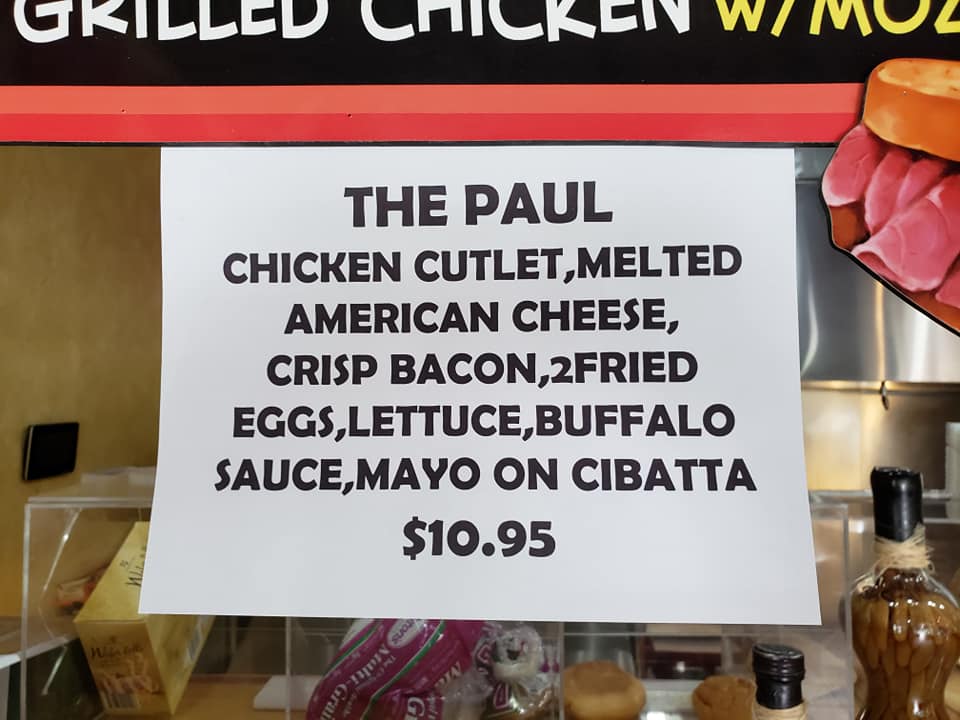 GRILLED CHICKEN W/MOZ
THE PAUL
CHICKEN CUTLET,MELTED
AMERICAN CHEESE,
CRISP BACON,2FRIED
EGGS,LETTUCE,BUFFALO
SAUCE,MAYO ON CIBATTA
$10.95